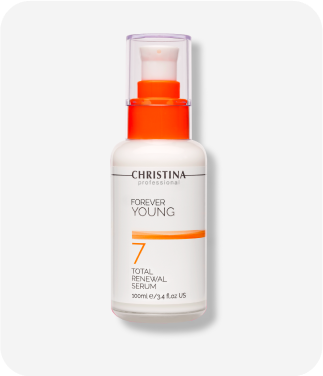 CHRISTINA
professional
FOREVER
YOUNG
7
TOTAL
RENEWAL
SERUM
100ml e/3.4 fl.oz US